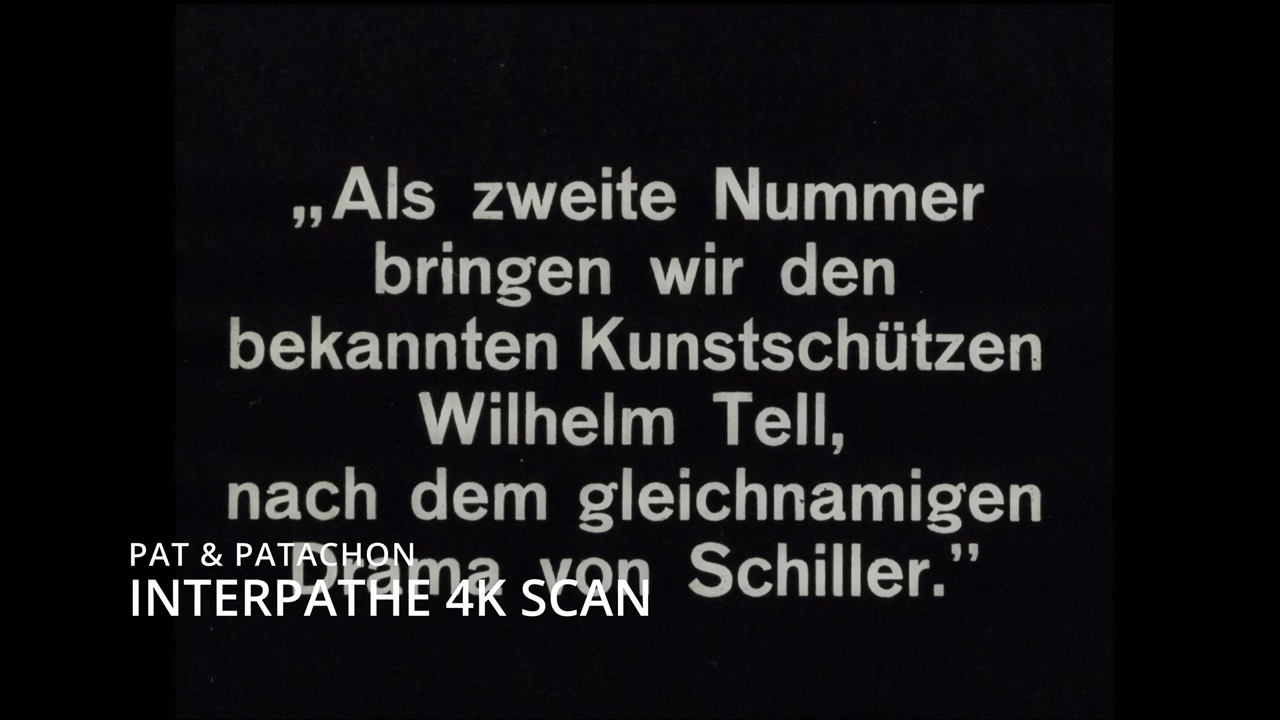 „Als zweite Nummer
bringen wir den
bekannten Kunstschützen
Wilhelm Tell,
nach dem gleichnamigen
Drama von Schiller.”
PAT & PATACHON
INTERPATHE 4K SCAN